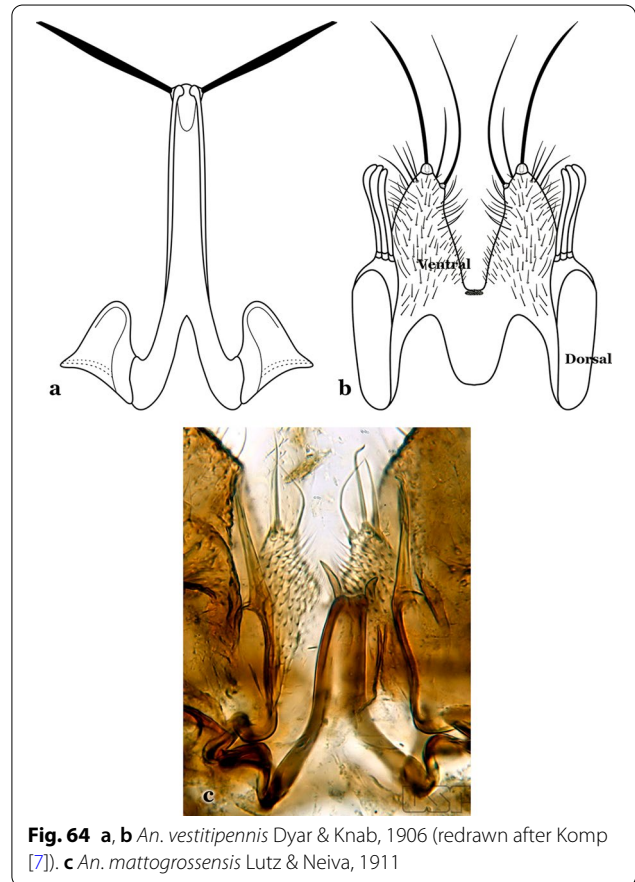 a
b
Ventral
Dorsal
c
Fig. 64 a, b An. vestitipennis Dyar & Knab, 1906 (redrawn after Komp
[7]). c An. mattogrossensis Lutz & Neiva, 1911